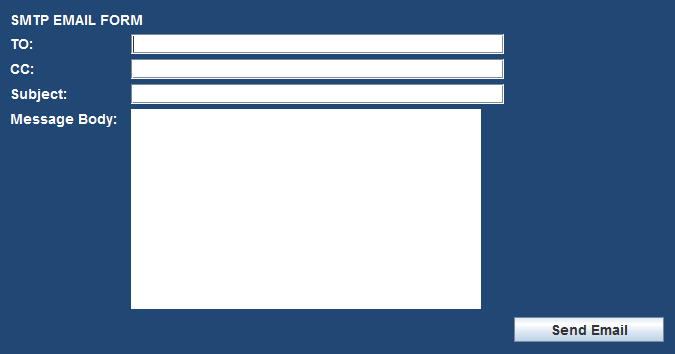 SMTP EMAIL FORM
TO:
CC:
Subject:
Message Body:
Send Email